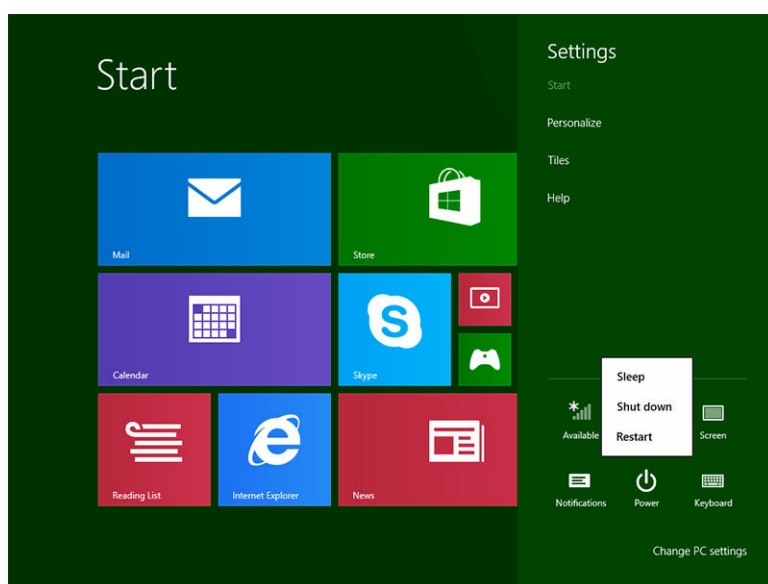 Start
Mail
Store
Calendar
Skype
Reading List
Internet Explorer
News
Settings
Start
Personalize
Tiles
Help
Sleep
Shut down
Restart
Available
Screen
Notifications
Power
Keyboard
Change PC settings